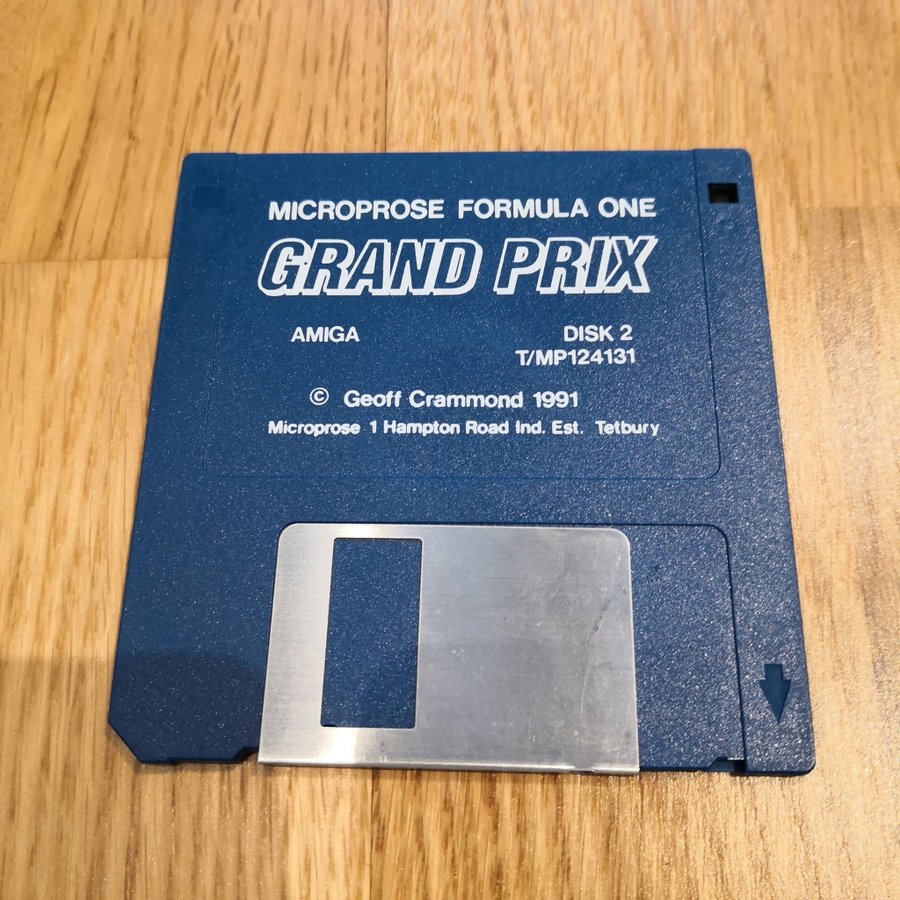 MICROPROSE FORMULA ONE
GRAND PRIX
AMIGA DISK 2
T/MP124131
© Geoff Crammond 1991
Microprose 1 Hampton Road Ind. Est. Tetbury